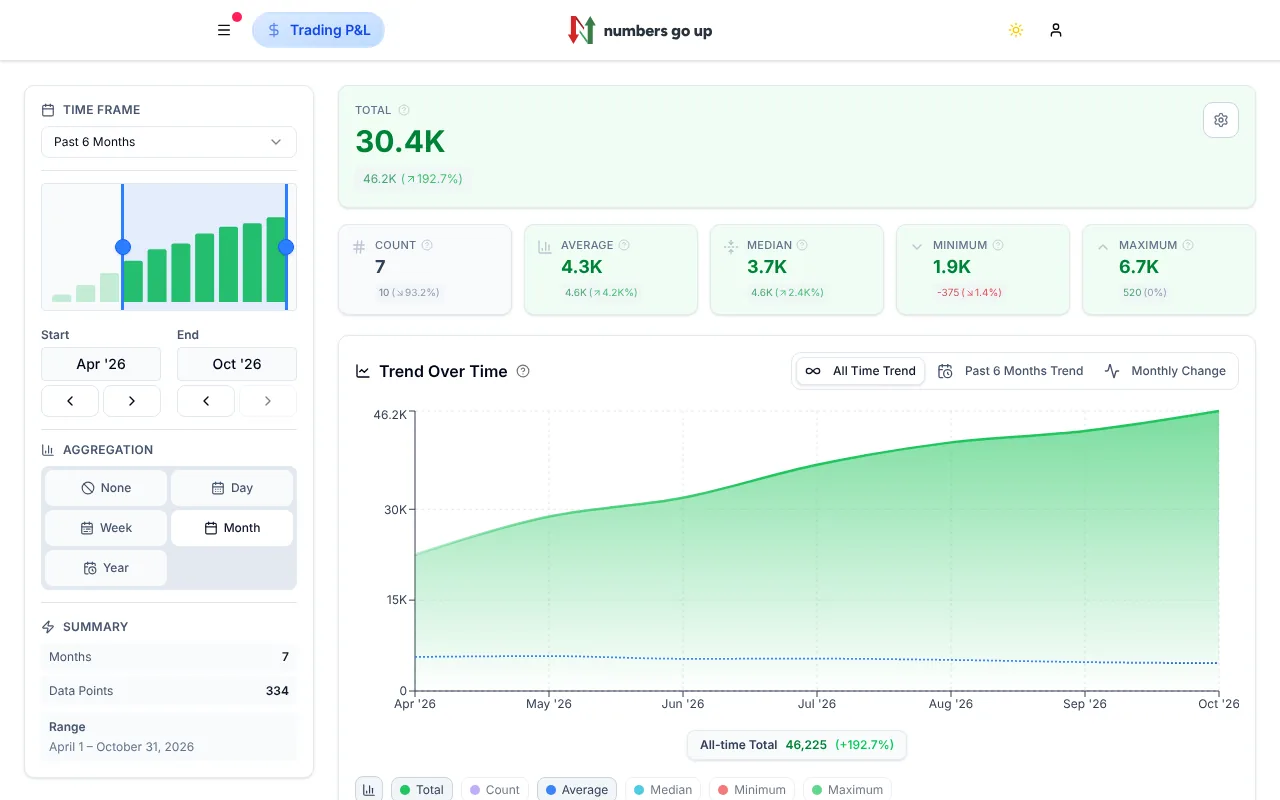 Trading P&L
numbers go up
TIME FRAME
Past 6 Months
Start
End
Apr '26
Oct '26
AGGREGATION
None
Day
Week
Month
Year
SUMMARY
Months 7
Data Points 334
Range
April 1 – October 31, 2026
TOTAL
30.4K
46.2K (↗192.7%)
COUNT
7
10 (↘93.2%)
AVERAGE
4.3K
4.6K (↗4.2K%)
MEDIAN
3.7K
4.6K (↗2.4K%)
MINIMUM
1.9K
-375 (↘1.4%)
MAXIMUM
6.7K
520 (0%)
Trend Over Time
All Time Trend
Past 6 Months Trend
Monthly Change
46.2K
30K
15K
0
Apr '26 May '26 Jun '26 Jul '26 Aug '26 Sep '26 Oct '26
All-time Total 46,225 (+192.7%)
Total Count Average Median Minimum Maximum